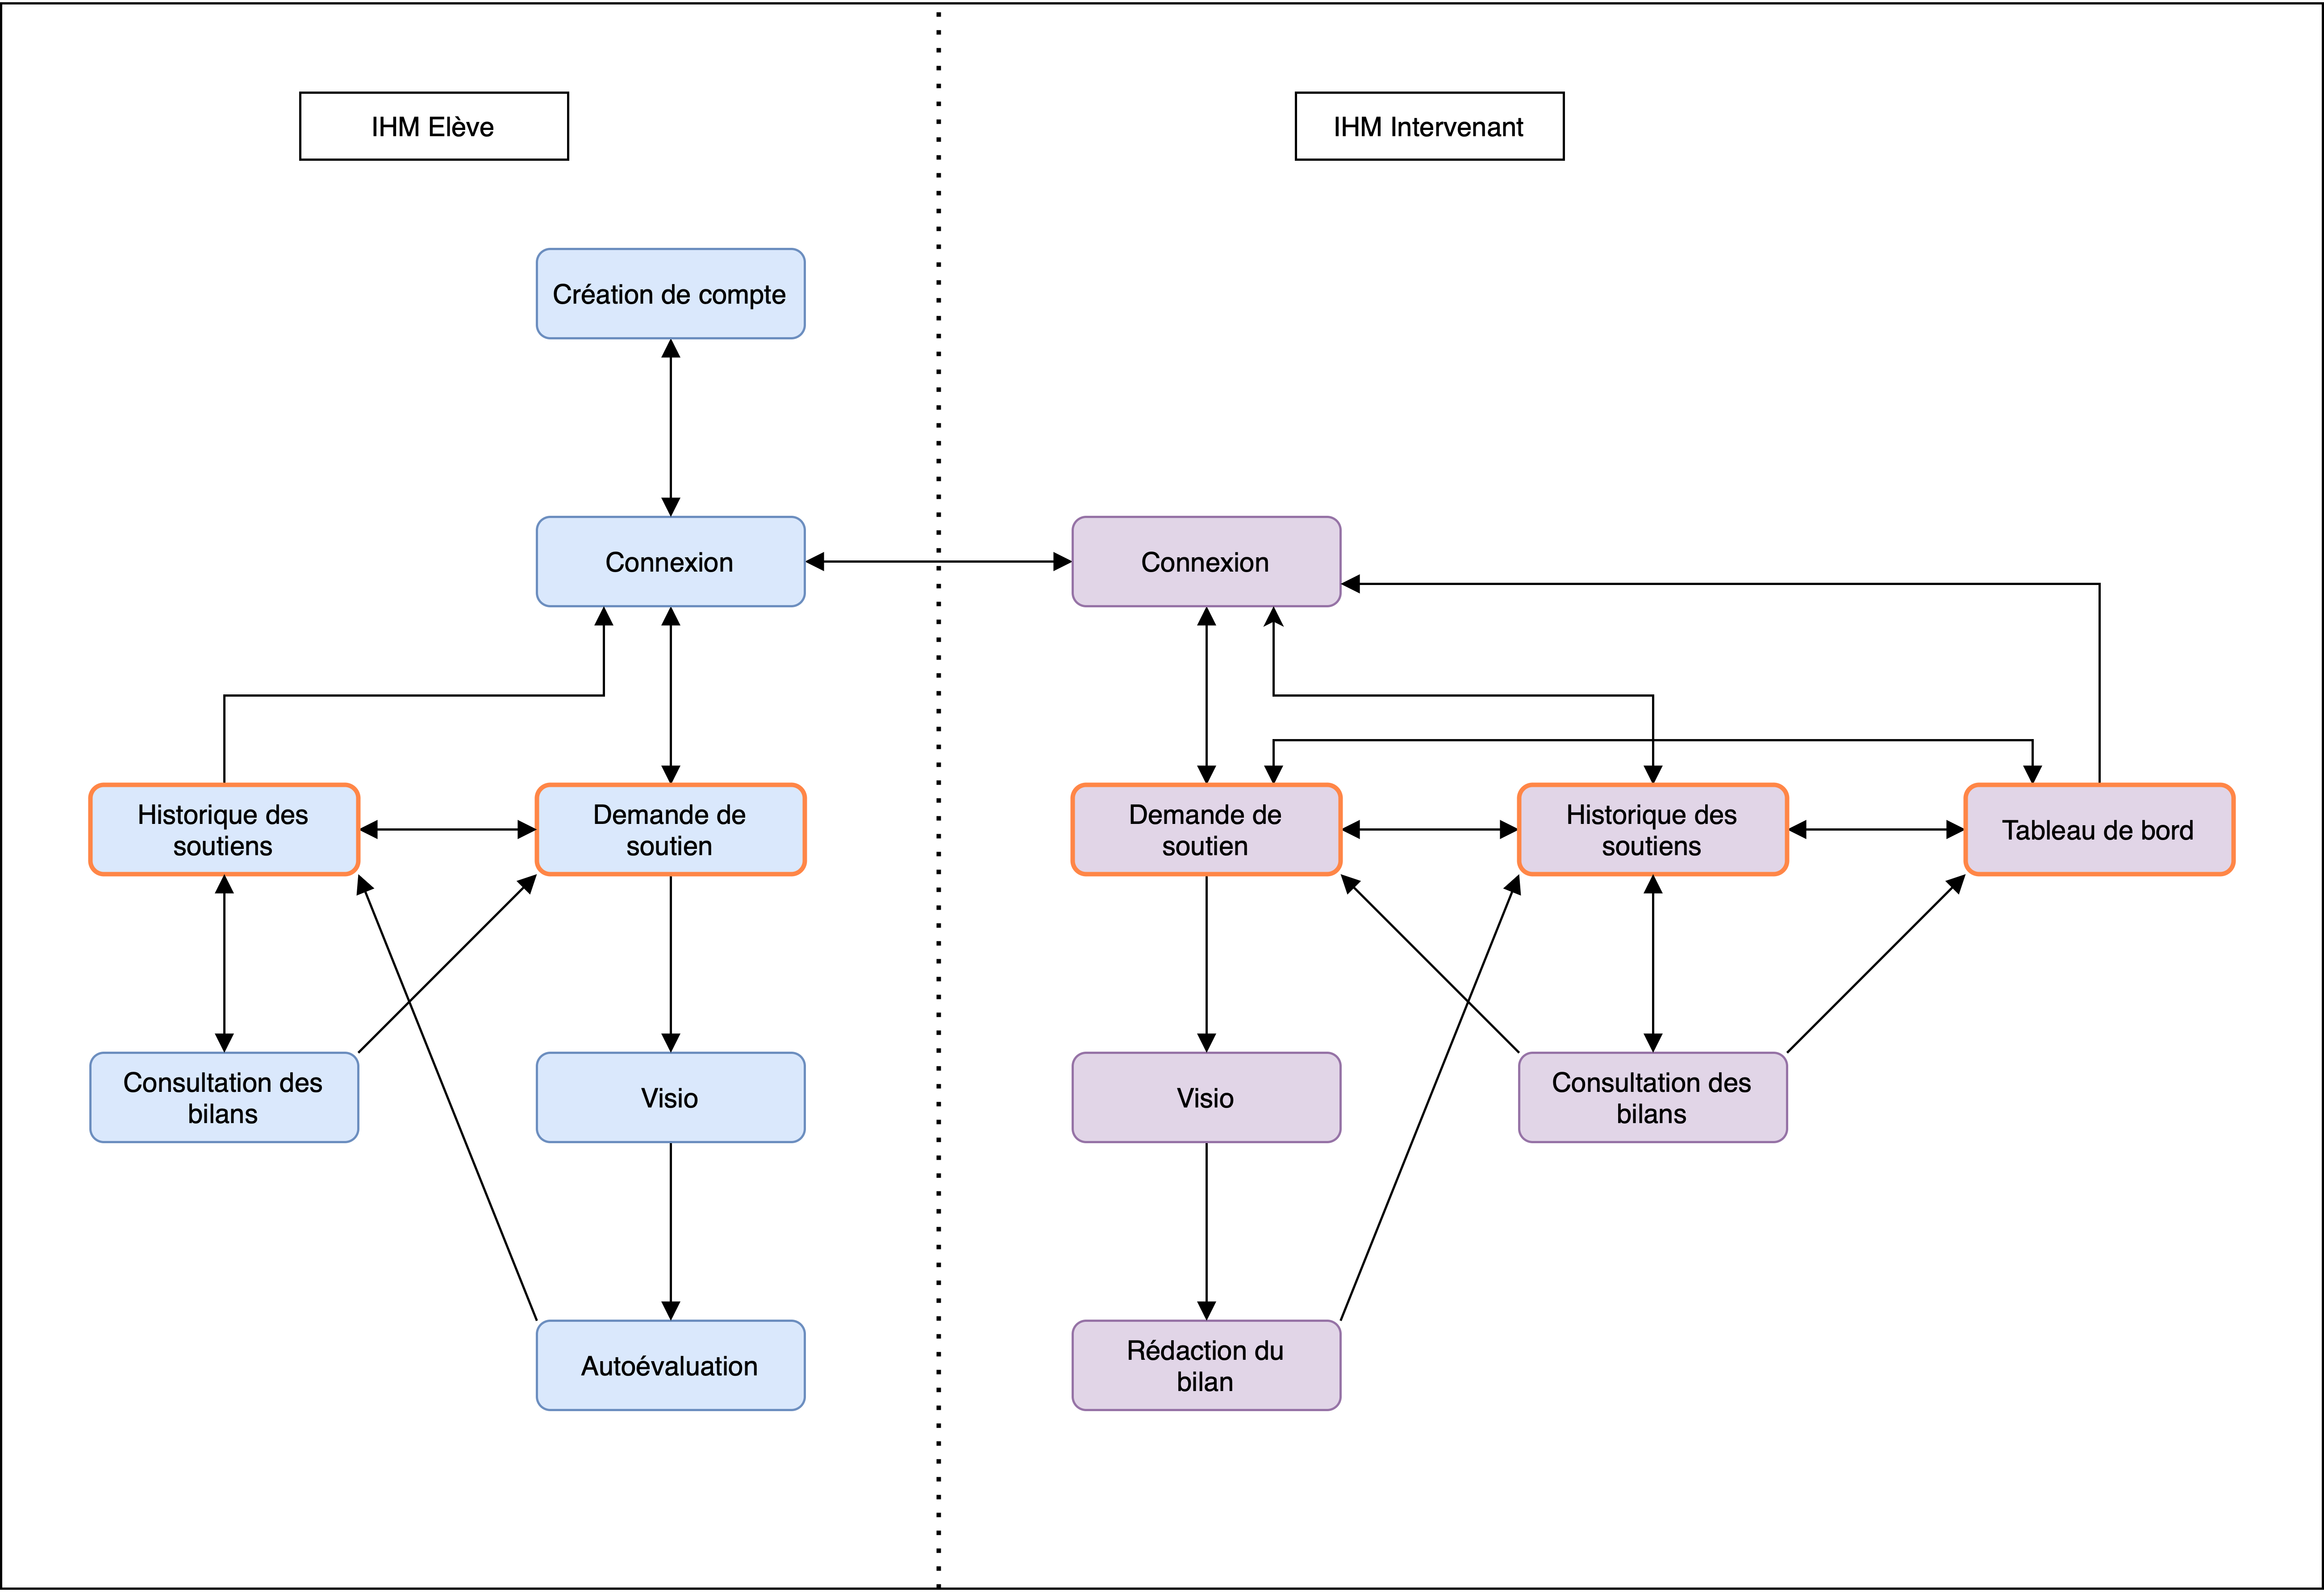 IHM Elève
IHM Intervenant
Création de compte
Connexion
Connexion
Historique des
soutiens
Demande de
soutien
Demande de
soutien
Historique des
soutiens
Tableau de bord
Consultation des
bilans
Visio
Visio
Consultation des
bilans
Autoévaluation
Rédaction du
bilan